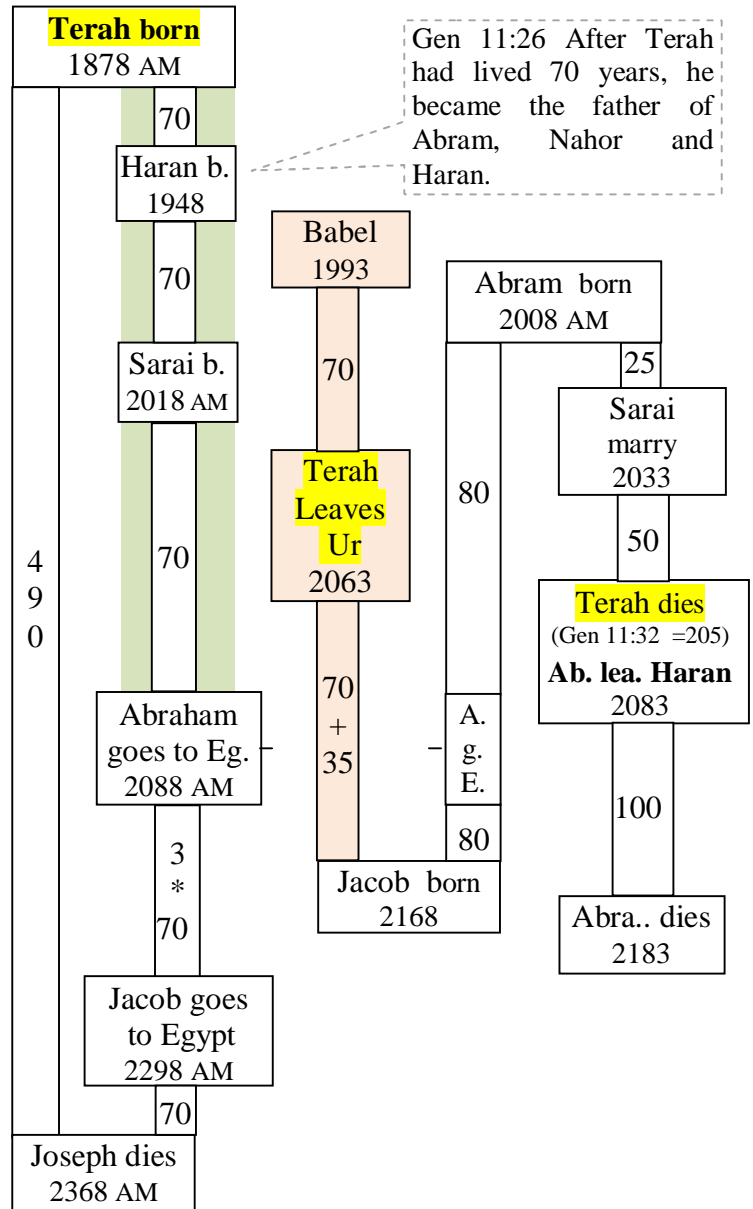 Terah born
1878 AM
Gen 11:26 After Terah
had lived 70 years, he
became the father of
Abram, Nahor and
Haran.
70
Haran b.
1948
70
Sarai b.
2018 AM
70
490
Abraham
goes to Eg.
2088 AM
3
*
70
Jacob goes
to Egypt
2298 AM
70
Joseph dies
2368 AM
Babel
1993
70
Terah
Leaves
Ur
2063
70
+
35
Abram born
2008 AM
80
A.
g.
E.
80
Jacob born
2168
25
Sarai
marry
2033
50
Terah dies
(Gen 11:32 =205)
Ab. lea. Haran
2083
100
Abra.. dies
2183